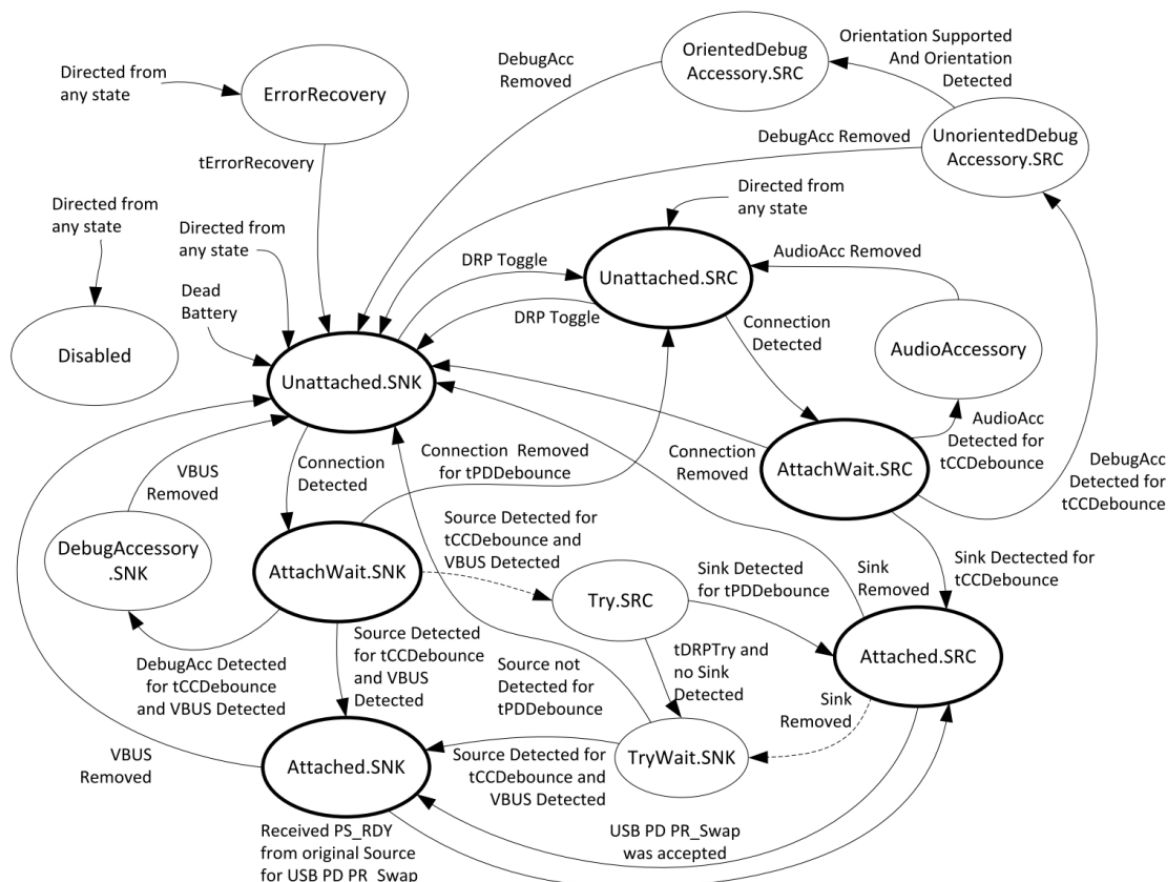 Directed from
any state
ErrorRecovery
tErrorRecovery
DebugAcc
Removed
OrientedDebug
Accessory.SRC
Orientation Supported
And Orientation
Detected
DebugAcc Removed
UnorientedDebug
Accessory.SRC
Directed from
any state
Disabled
Directed from
any state
Dead
Battery
DRP Toggle
DRP Toggle
Directed from
any state
Unattached.SRC
AudioAcc Removed
AudioAccessory
Connection
Detected
Unattached.SNK
AudioAcc
Detected for
tCCDebounce
DebugAcc
Detected for
tCCDebounce
AttachWait.SRC
Connection
Removed
VBUS
Removed
Connection
Detected
Connection Removed
for tPDDebounce
DebugAccessory
.SNK
AttachWait.SNK
Source Detected for
tCCDebounce and
VBUS Detected
Try.SRC
Sink Detected
for tPDDebounce
Sink
Removed
Sink Dectected for
tCCDebounce
Attached.SRC
DebugAcc Detected
for tCCDebounce
and VBUS Detected
Source Detected
for tCCDebounce
and VBUS
Detected
Source not
Detected for
tPDDebounce
tDRPTry and
no Sink
Detected
Sink
Removed
VBUS
Removed
Attached.SNK
Source Detected for
tCCDebounce and
VBUS Detected
TryWait.SNK
Received PS_RDY
from original Source
for USB PD PR_Swap
USB PD PR_Swap
was accepted